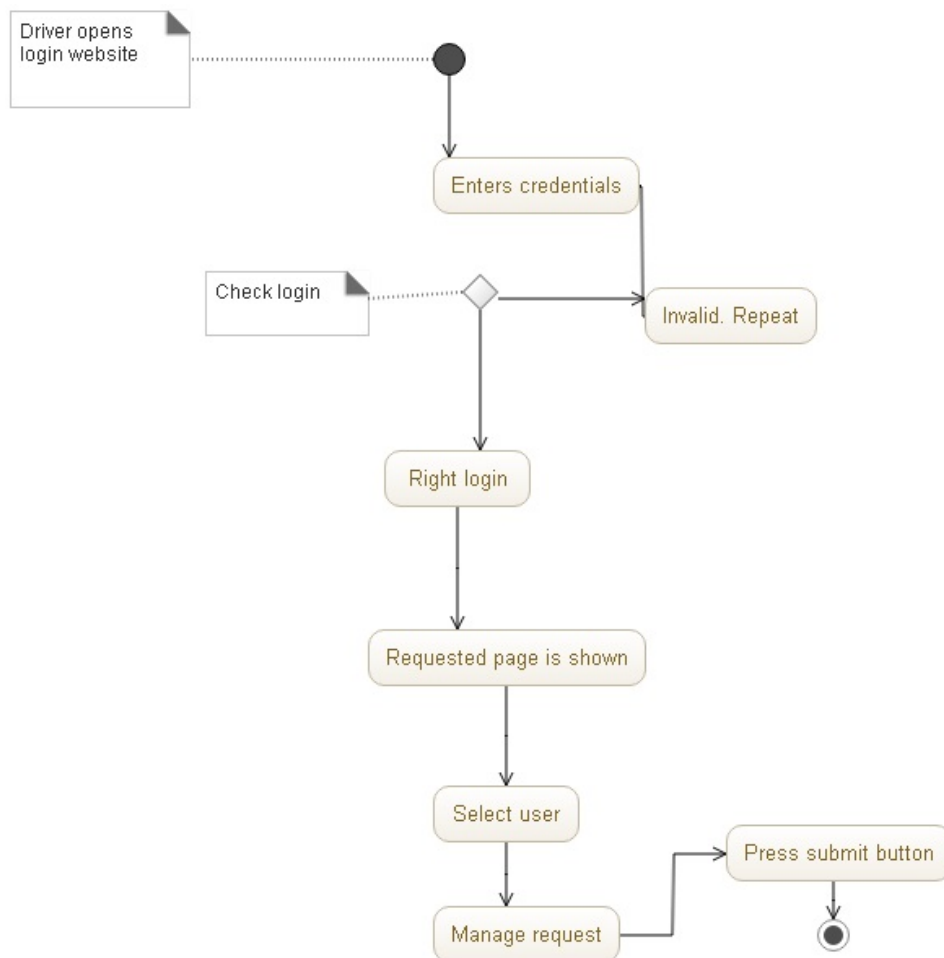 Driver opens
login website
Enters credentials
Check login
Invalid. Repeat
Right login
Requested page is shown
Select user
Press submit button
Manage request